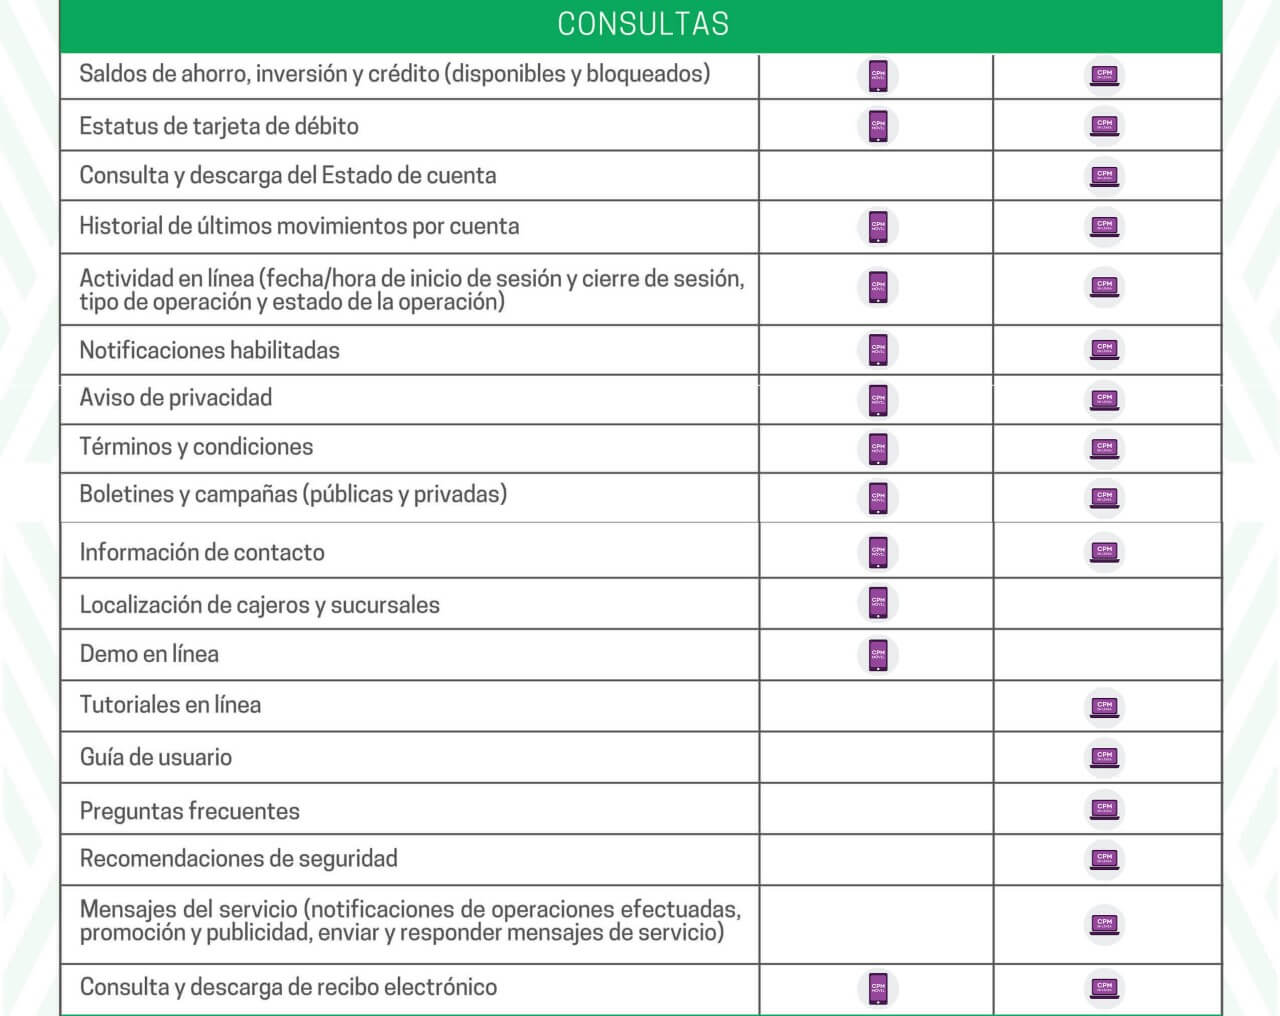 CONSULTAS
Saldos de ahorro, inversión y crédito (disponibles y bloqueados)
CPM MÓVIL
CPM EN LÍNEA
Estatus de tarjeta de débito
CPM MÓVIL
CPM EN LÍNEA
Consulta y descarga del Estado de cuenta
CPM EN LÍNEA
Historial de últimos movimientos por cuenta
CPM MÓVIL
CPM EN LÍNEA
Actividad en línea (fecha/hora de inicio de sesión y cierre de sesión,
tipo de operación y estado de la operación)
CPM MÓVIL
CPM EN LÍNEA
Notificaciones habilitadas
CPM MÓVIL
CPM EN LÍNEA
Aviso de privacidad
CPM MÓVIL
CPM EN LÍNEA
Términos y condiciones
CPM MÓVIL
CPM EN LÍNEA
Boletines y campañas (públicas y privadas)
CPM MÓVIL
CPM EN LÍNEA
Información de contacto
CPM MÓVIL
CPM EN LÍNEA
Localización de cajeros y sucursales
CPM MÓVIL
Demo en línea
CPM MÓVIL
Tutoriales en línea
CPM EN LÍNEA
Guía de usuario
CPM EN LÍNEA
Preguntas frecuentes
CPM EN LÍNEA
Recomendaciones de seguridad
CPM EN LÍNEA
Mensajes del servicio (notificaciones de operaciones efectuadas,
promoción y publicidad, enviar y responder mensajes de servicio)
CPM EN LÍNEA
Consulta y descarga de recibo electrónico
CPM MÓVIL
CPM EN LÍNEA